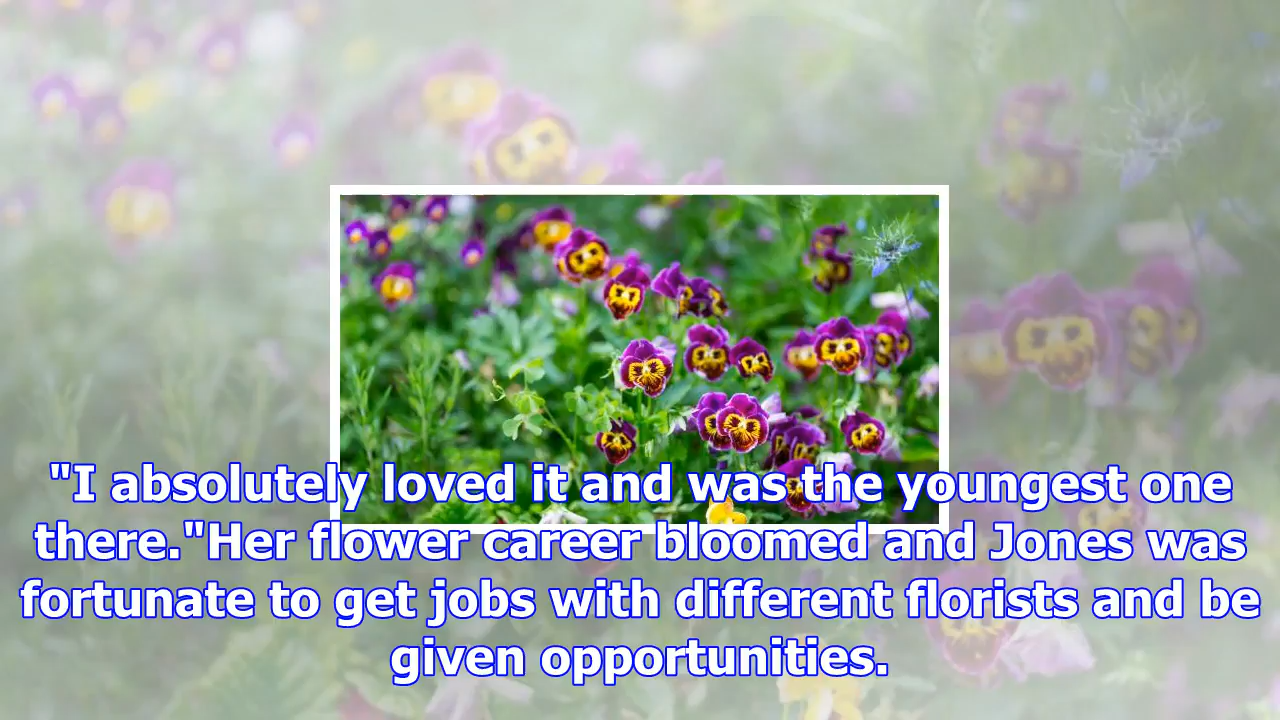 "I absolutely loved it and was the youngest one
there."Her flower career bloomed and Jones was
fortunate to get jobs with different florists and be
given opportunities.